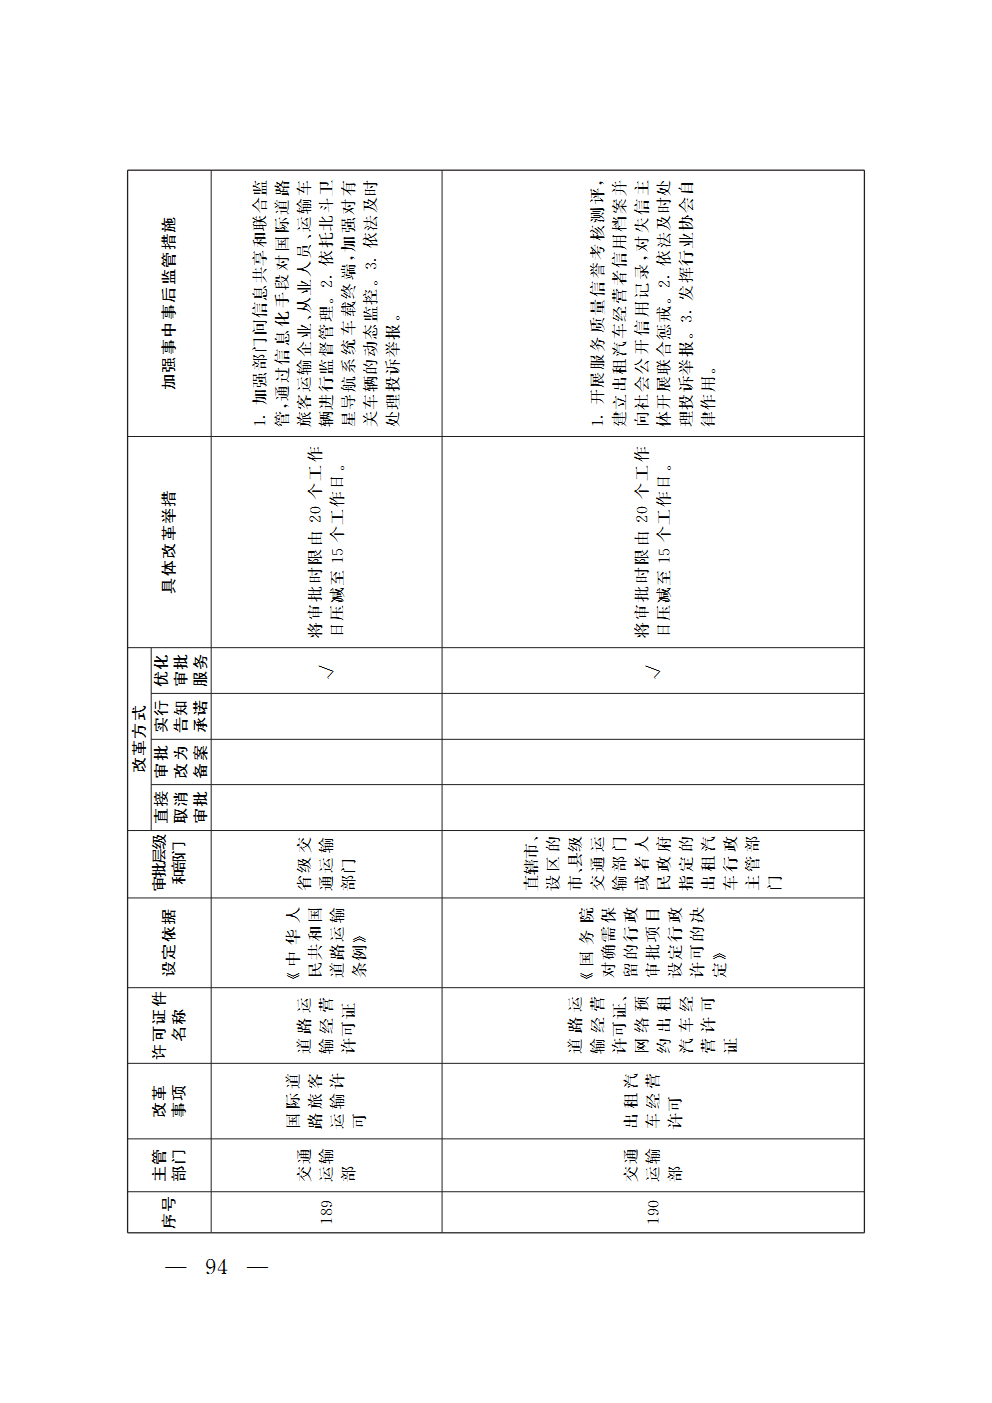 序号
主管
部门
改革
事项
许可证件
名称
设定依据
审批层级
和部门
改革方式
直接
取消
审批
审批
改为
备案
实行
告知
承诺
优化
审批
服务
具体改革举措
加强事中事后监管措施
189
交通
运输
部
国际道
路旅客
运输许
可
道路运
输经营
许可证
《中华人
民共和国
道路运输
条例》
省级交
通运输
部门
√
将审批时限由 20 个工作
日压减至 15 个工作日。
1. 加强部门间信息共享和联合监
管,通过信息化手段对国际道路
旅客运输企业、从业人员、运输车
辆进行监督管理。2. 依托北斗卫
星导航系统车载终端,加强对有
关车辆的动态监控。3. 依法及时
处理投诉举报。
190
交通
运输
部
出租汽
车经营
许可
道路运
输经营
许可证、
网络预
约出租
汽车经
营许可
证
《国务院
对确需保
留的行政
审批项目
设定行政
许可的决
定》
直辖市、
设区的
市、县级
交通运
输部门
或者人
民政府
指定的
出租汽
车行政
主管部
门
√
将审批时限由 20 个工作
日压减至 15 个工作日。
1. 开展服务质量信誉考核测评,
建立出租汽车经营者信用档案并
向社会公开信用记录,对失信主
体开展联合惩戒。2. 依法及时处
理投诉举报。3. 发挥行业协会自
律作用。
— 94 —